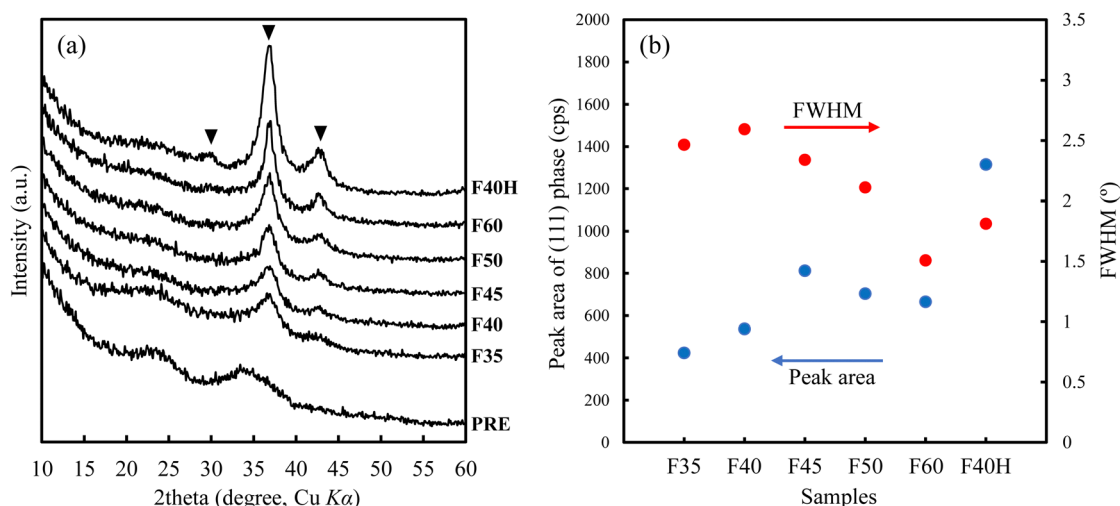 (a)
Intensity (a.u.)
F40H
F60
F50
F45
F40
F35
PRE
10 15 20 25 30 35 40 45 50 55 60
2theta (degree, Cu Kα)
(b)
Peak area of (111) phase (cps)
2000
1800
1600
1400
1200
1000
800
600
400
200
0
FWHM
Peak area
3.5
3
2.5
2
1.5
1
0.5
0
FWHM (º)
F35 F40 F45 F50 F60 F40H
Samples